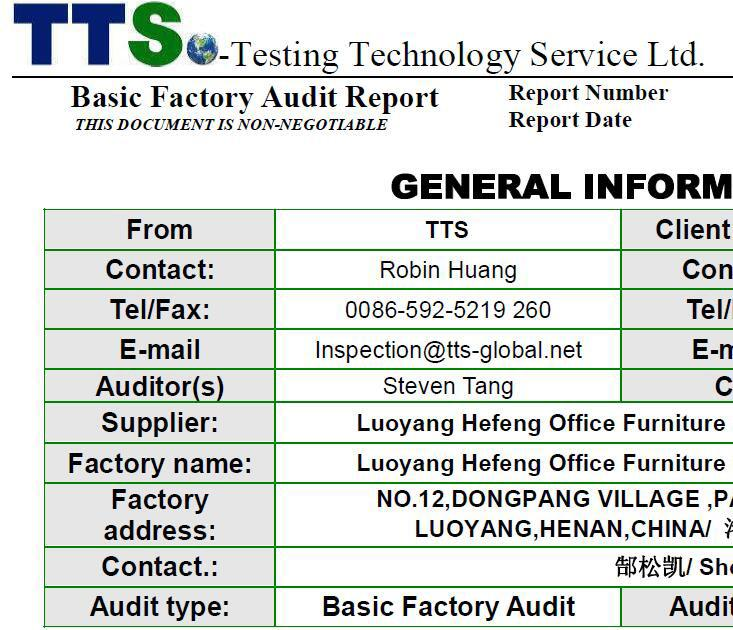 TTS-Testing Technology Service Ltd.
Basic Factory Audit Report Report Number
THIS DOCUMENT IS NON-NEGOTIABLE Report Date
GENERAL INFORM
From TTS Client
Contact: Robin Huang Con
Tel/Fax: 0086-592-5219 260 Tel/
E-mail Inspection@tts-global.net E-m
Auditor(s) Steven Tang C
Supplier: Luoyang Hefeng Office Furniture
Factory name: Luoyang Hefeng Office Furniture
Factory NO.12,DONGPANG VILLAGE ,PA
address: LUOYANG,HENAN,CHINA/
Contact.: 郜松凯/ Sho
Audit type: Basic Factory Audit Audit